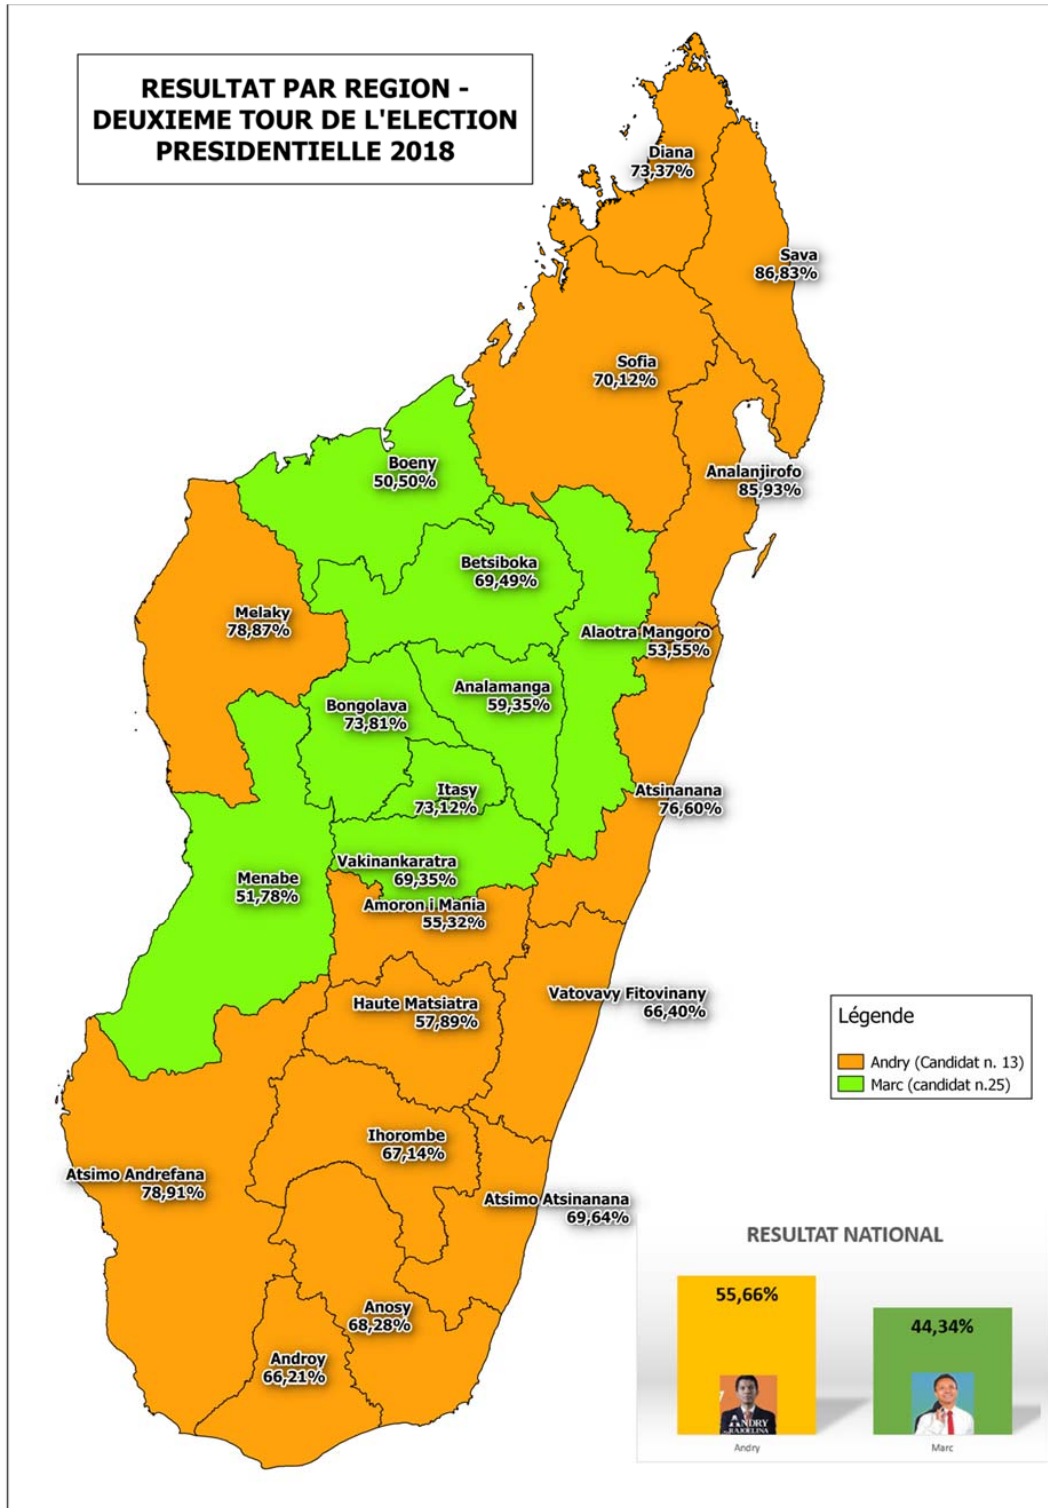 RESULTAT PAR REGION -
DEUXIEME TOUR DE L'ELECTION
PRESIDENTIELLE 2018
Diana
73,37%
Sava
86,83%
Sofia
70,12%
Boeny
50,50%
Analanjirofo
85,93%
Betsiboka
69,49%
Melaky
78,87%
Alaotra Mangoro
53,55%
Bongolava
73,81%
Analamanga
59,35%
Itasy
73,12%
Atsinanana
76,60%
Vakinankaratra
69,35%
Menabe
51,78%
Amoron i Mania
55,32%
Haute Matsiatra
57,89%
Vatovavy Fitovinany
66,40%
Légende
Andry (Candidat n. 13)
Marc (candidat n.25)
Ihorombe
67,14%
Atsimo Andrefana
78,91%
Atsimo Atsinanana
69,64%
Anosy
68,28%
Androy
66,21%
RESULTAT NATIONAL
55,66%
44,34%
ANDRY
RAJOELINA
Andry
Marc